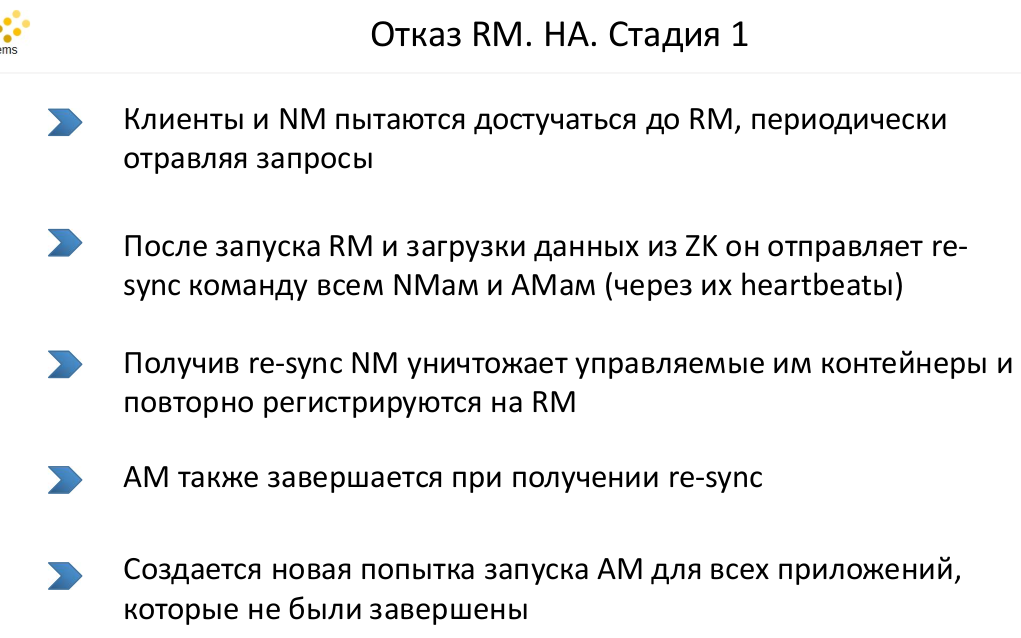 ems
Отказ RM. HA. Стадия 1
Клиенты и NM пытаются достучаться до RM, периодически
отравляя запросы
После запуска RM и загрузки данных из ZK он отправляет re-
sync команду всем NMам и AMам (через их heartbeatы)
Получив re-sync NM уничтожает управляемые им контейнеры и
повторно регистрируются на RM
AM также завершается при получении re-sync
Создается новая попытка запуска AM для всех приложений,
которые не были завершены